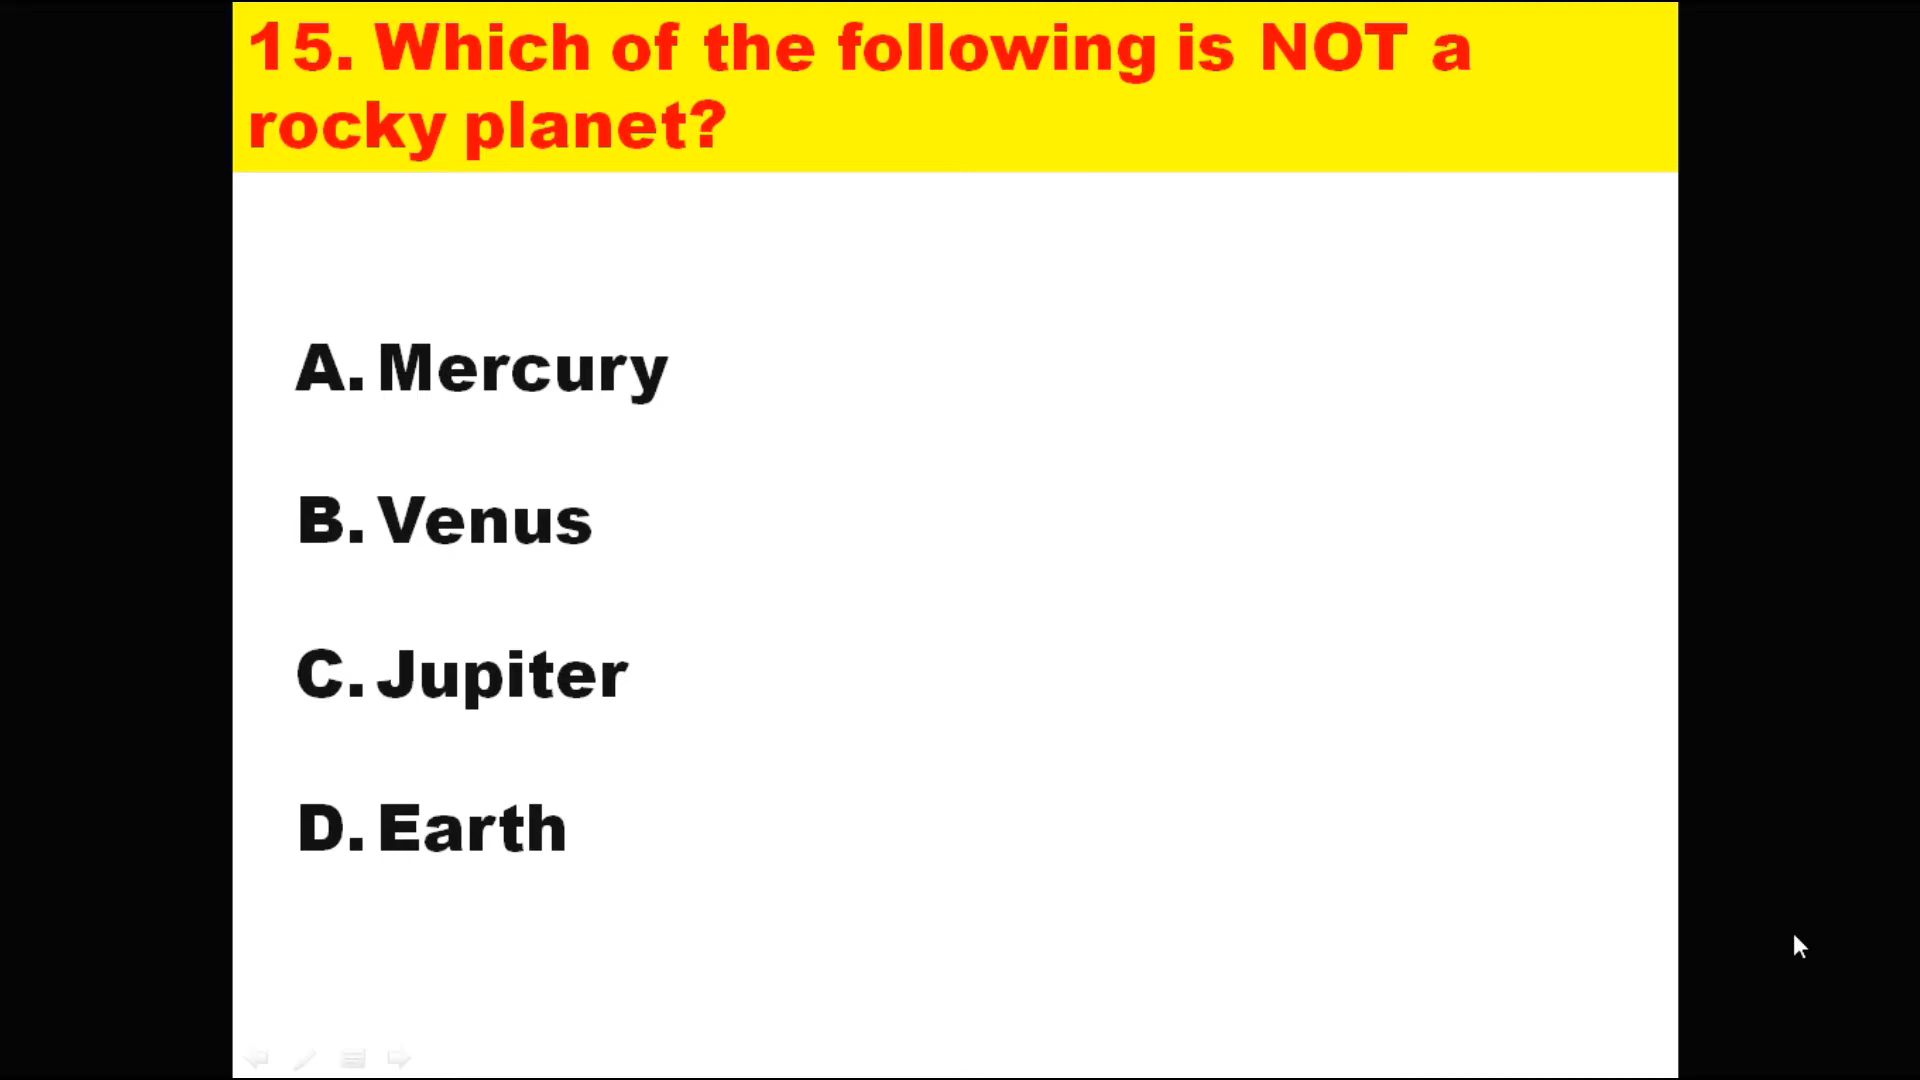 15. Which of the following is NOT a
rocky planet?
A. Mercury
B. Venus
C. Jupiter
D. Earth